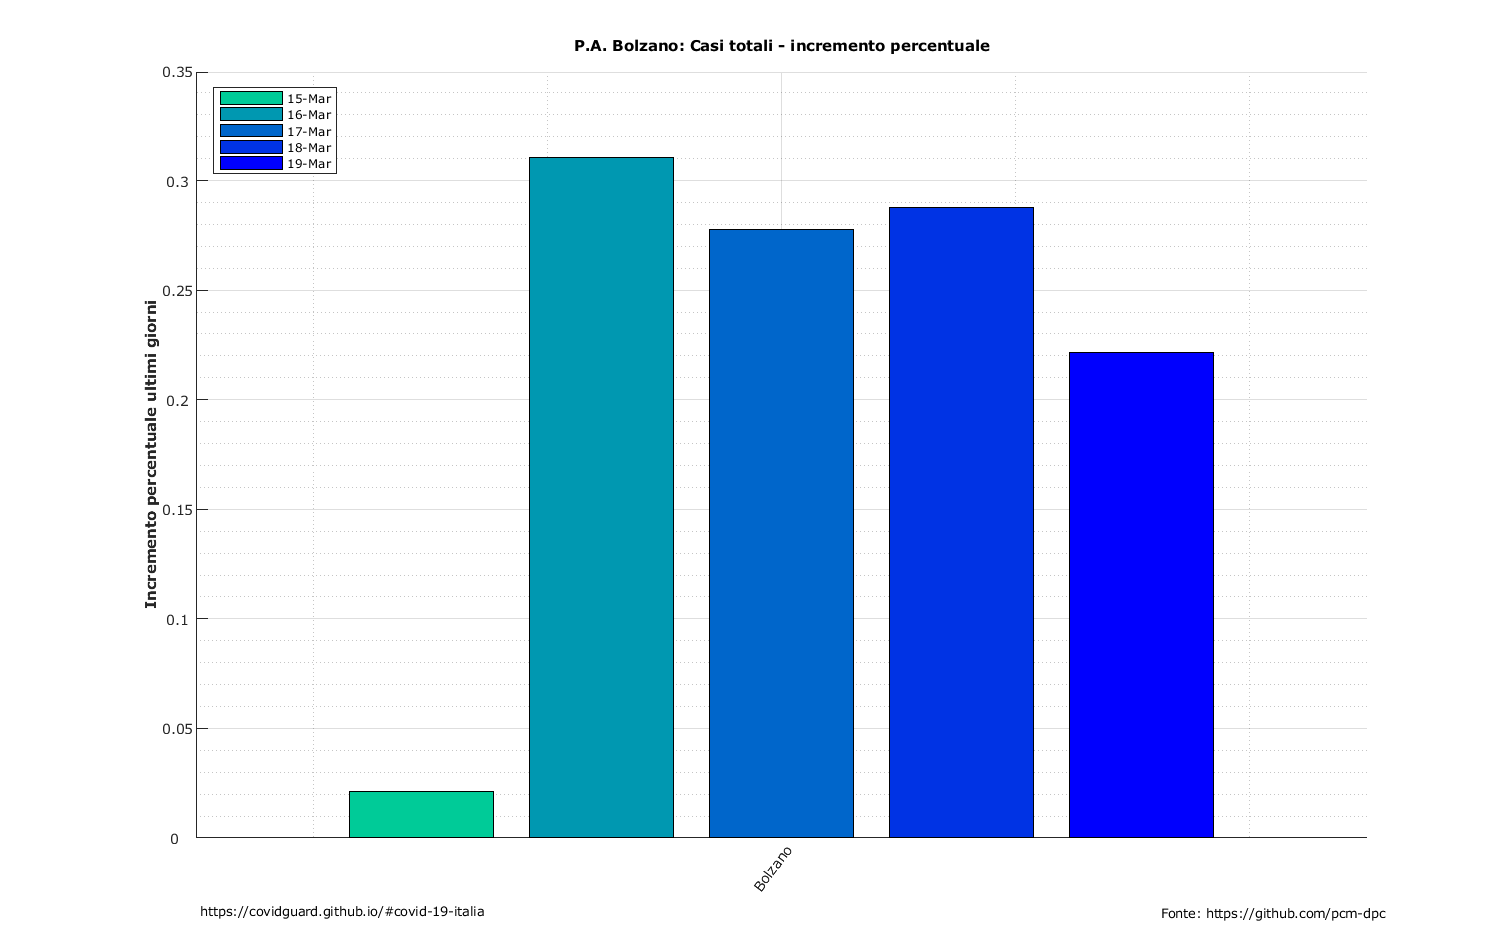 P.A. Bolzano: Casi totali - incremento percentuale
0.35
0.3
0.25
0.2
0.15
0.1
0.05
0
Incremento percentuale ultimi giorni
15-Mar
16-Mar
17-Mar
18-Mar
19-Mar
Bolzano
https://covidguard.github.io/#covid-19-italia
Fonte: https://github.com/pcm-dpc